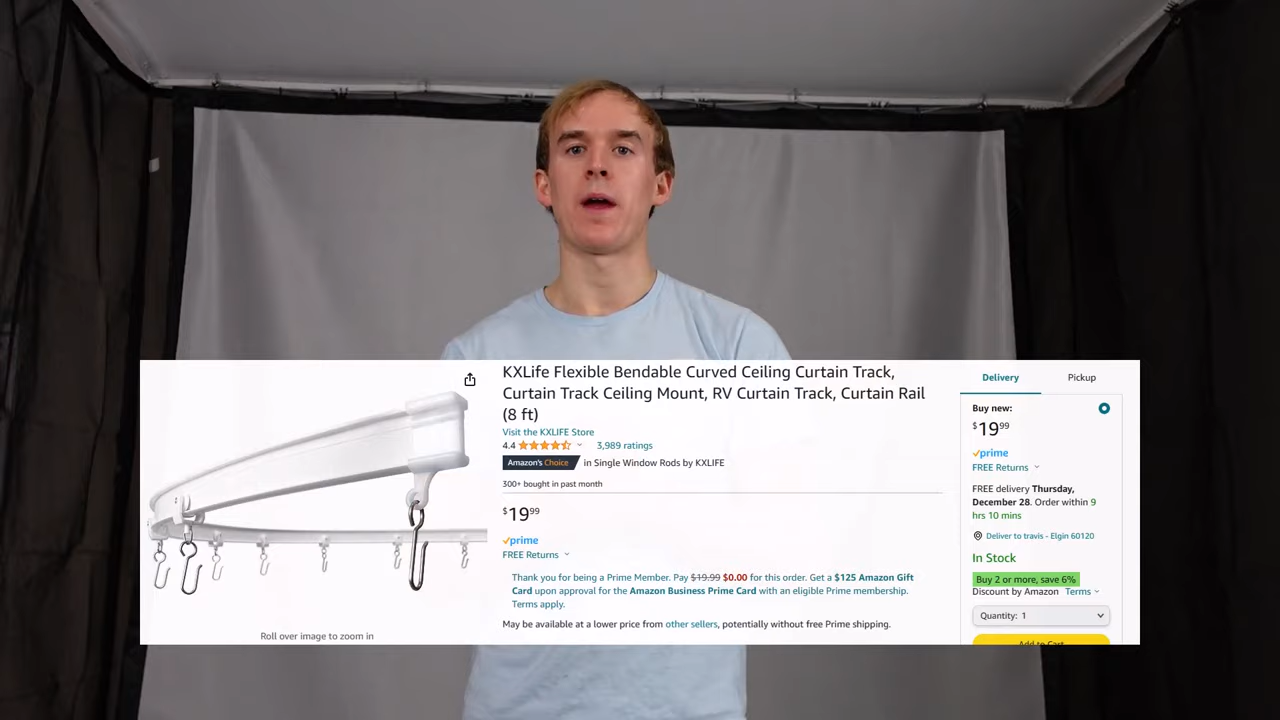 KXLife Flexible Bendable Curved Ceiling Curtain Track,
Curtain Track Ceiling Mount, RV Curtain Track, Curtain Rail
(8 ft)
Visit the KXLIFE Store
4.4 3,989 ratings
Amazon's Choice in Single Window Rods by KXLIFE
300+ bought in past month
$19 99
prime
FREE Returns
Thank you for being a Prime Member. Pay $19.99 $0.00 for this order. Get a $125 Amazon Gift
Card upon approval for the Amazon Business Prime Card with an eligible Prime membership.
Terms apply.
May be available at a lower price from other sellers, potentially without free Prime shipping.
Roll over image to zoom in
Delivery Pickup
Buy new:
$19 99
prime
FREE Returns
FREE delivery Thursday,
December 28. Order within 9
hrs 10 mins
Deliver to travis - Elgin 60120
In Stock
Buy 2 or more, save 6%
Discount by Amazon Terms
Quantity: 1
Add to Cart